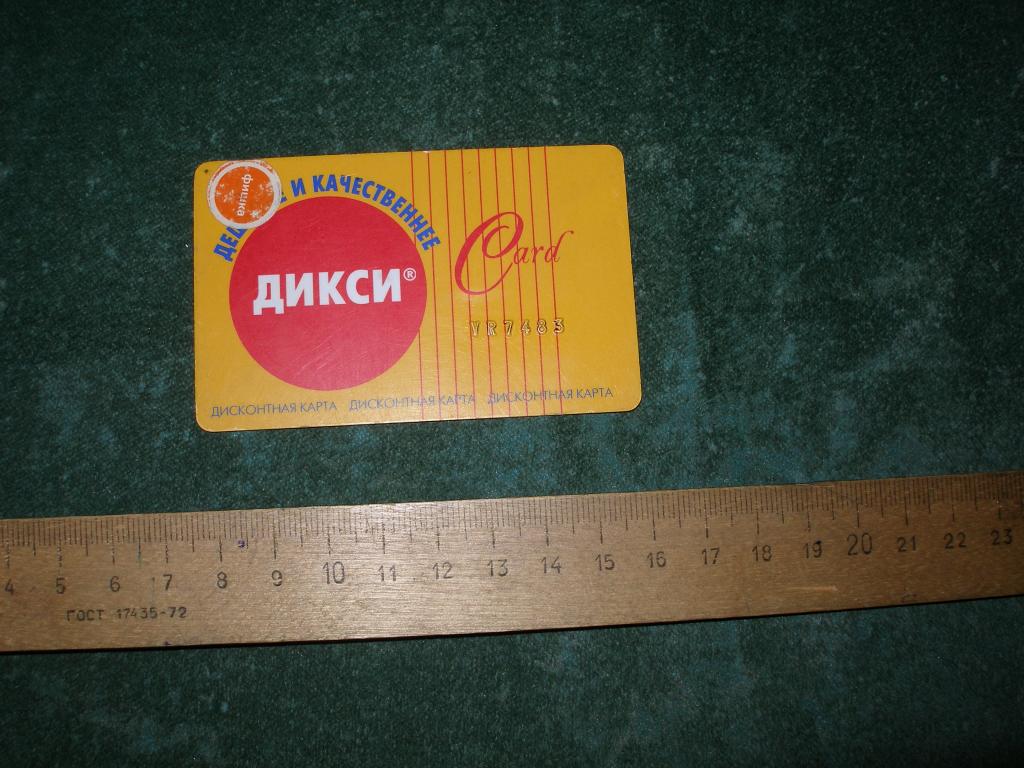 фишка
И КАЧЕСТВЕННЕЕ
ДИКСИ®
Card
VR7483
ДИСКОНТНАЯ КАРТА ДИСКОНТНАЯ КАРТА ДИСКОНТНАЯ КАРТА
4 5 6 7 8 9 10 11 12 13 14 15 16 17 18 19 20 21 22 23
ГОСТ 17435-72